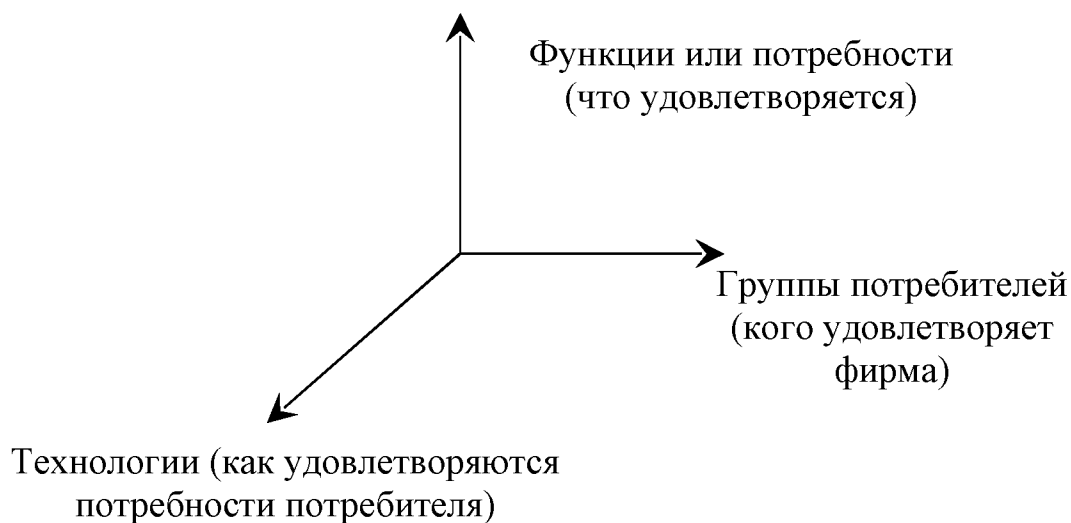 Функции или потребности
(что удовлетворяется)
Группы потребителей
(кого удовлетворяет
фирма)
Технологии (как удовлетворяются
потребности потребителя)